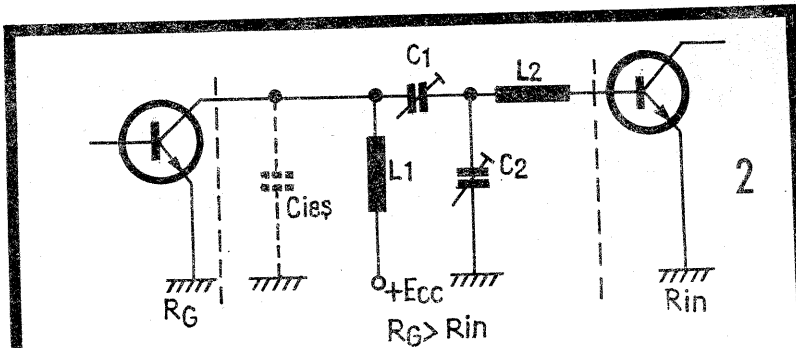 C1
L2
L1
C2
Cieș
2
+Ecc
RG
Rin
RG > Rin